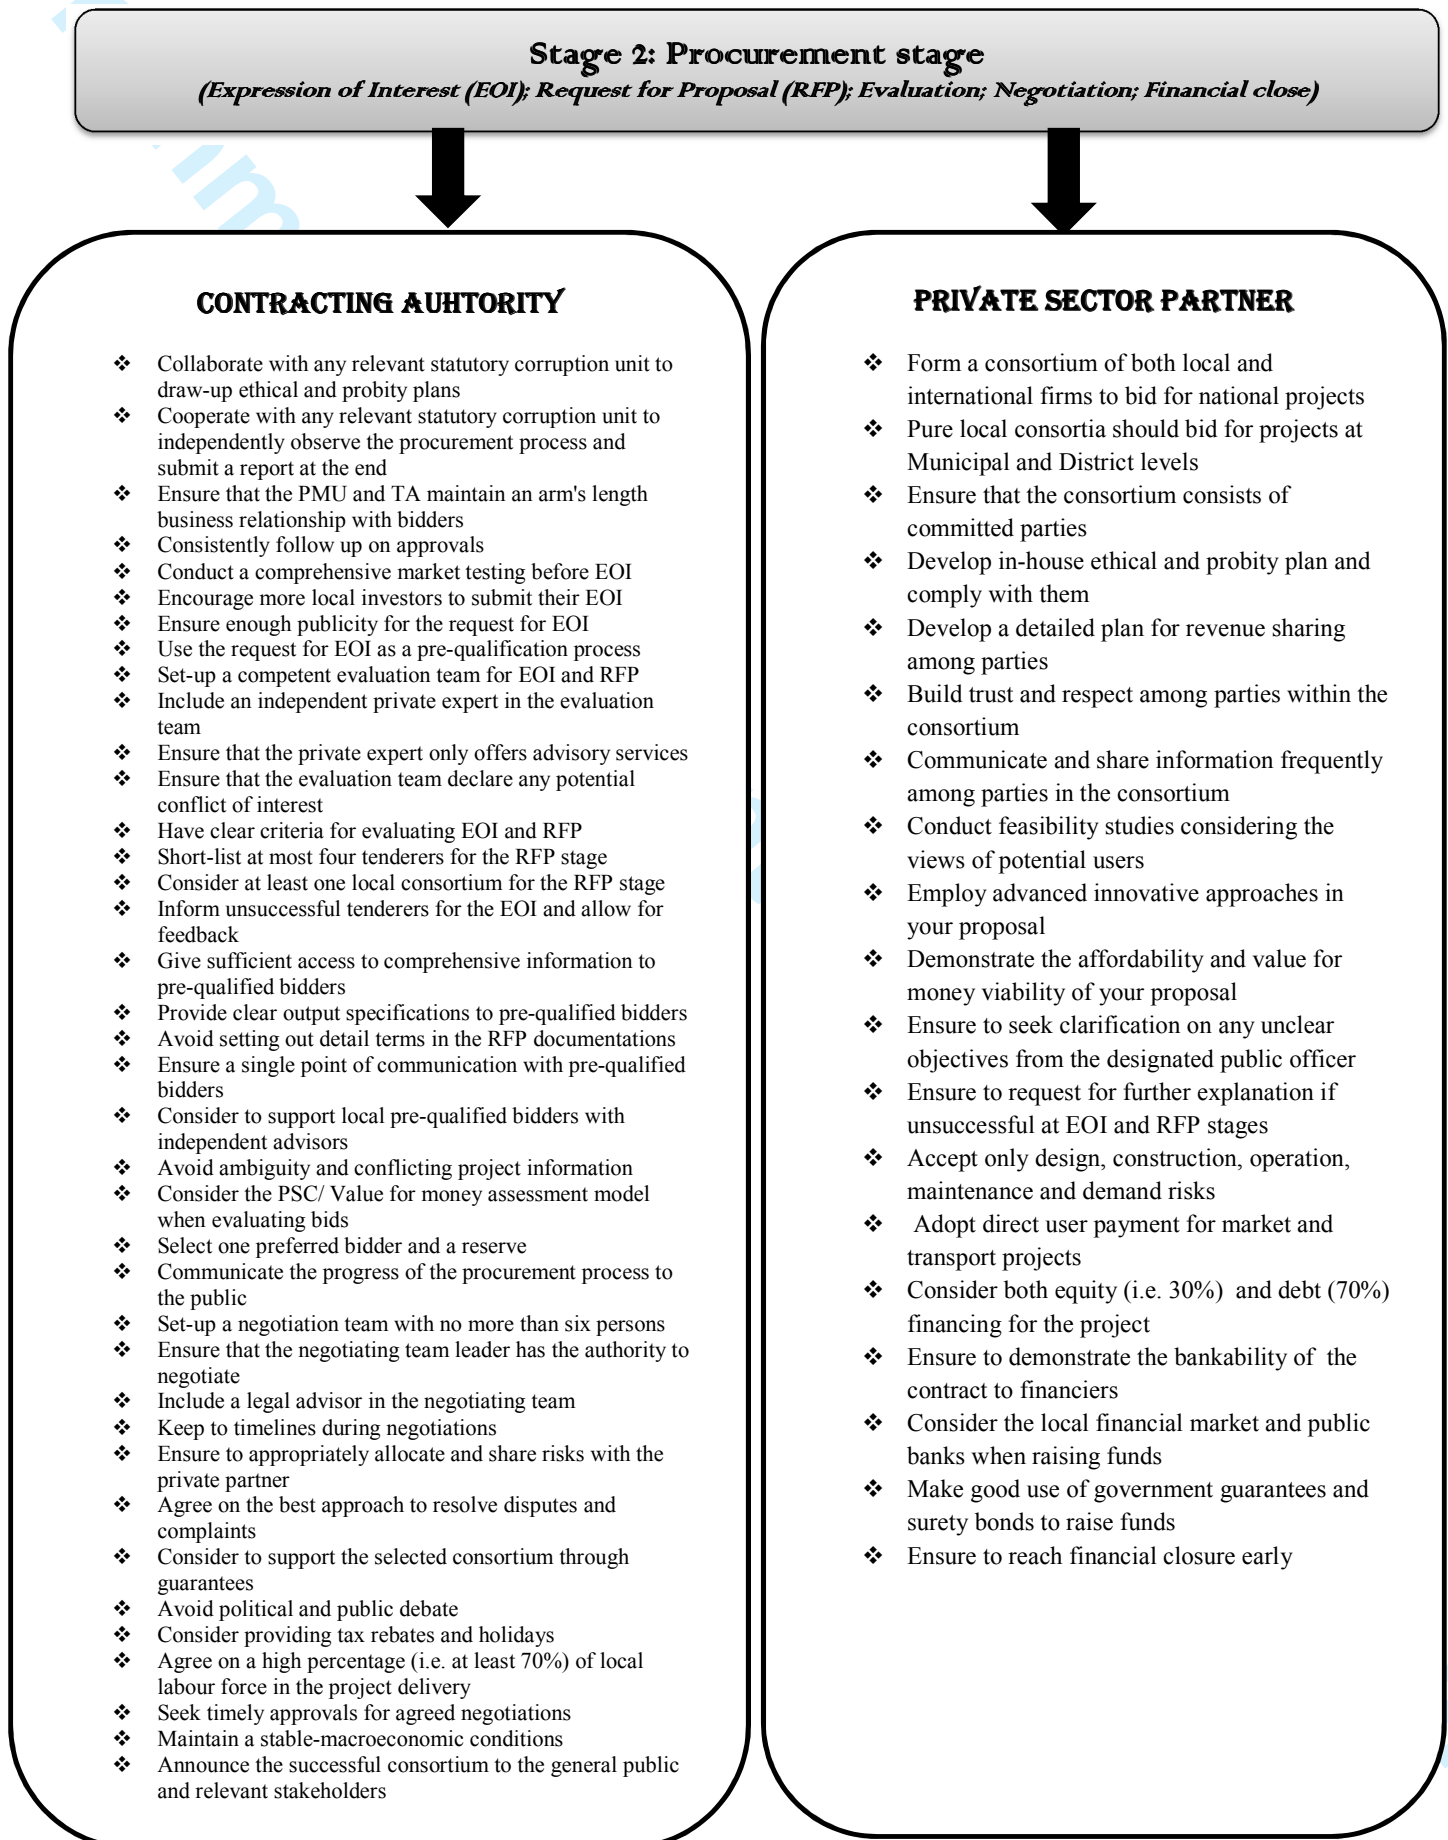 Stage 2: Procurement stage
(Expression of Interest (EOI); Request for Proposal (RFP); Evaluation; Negotiation; Financial close)
CONTRACTING AUHTORITY
❖ Collaborate with any relevant statutory corruption unit to
draw-up ethical and probity plans
❖ Cooperate with any relevant statutory corruption unit to
independently observe the procurement process and
submit a report at the end
❖ Ensure that the PMU and TA maintain an arm's length
business relationship with bidders
❖ Consistently follow up on approvals
❖ Conduct a comprehensive market testing before EOI
❖ Encourage more local investors to submit their EOI
❖ Ensure enough publicity for the request for EOI
❖ Use the request for EOI as a pre-qualification process
❖ Set-up a competent evaluation team for EOI and RFP
❖ Include an independent private expert in the evaluation
team
❖ Ensure that the private expert only offers advisory services
❖ Ensure that the evaluation team declare any potential
conflict of interest
❖ Have clear criteria for evaluating EOI and RFP
❖ Short-list at most four tenderers for the RFP stage
❖ Consider at least one local consortium for the RFP stage
❖ Inform unsuccessful tenderers for the EOI and allow for
feedback
❖ Give sufficient access to comprehensive information to
pre-qualified bidders
❖ Provide clear output specifications to pre-qualified bidders
❖ Avoid setting out detail terms in the RFP documentations
❖ Ensure a single point of communication with pre-qualified
bidders
❖ Consider to support local pre-qualified bidders with
independent advisors
❖ Avoid ambiguity and conflicting project information
❖ Consider the PSC/ Value for money assessment model
when evaluating bids
❖ Select one preferred bidder and a reserve
❖ Communicate the progress of the procurement process to
the public
❖ Set-up a negotiation team with no more than six persons
❖ Ensure that the negotiating team leader has the authority to
negotiate
❖ Include a legal advisor in the negotiating team
❖ Keep to timelines during negotiations
❖ Ensure to appropriately allocate and share risks with the
private partner
❖ Agree on the best approach to resolve disputes and
complaints
❖ Consider to support the selected consortium through
guarantees
❖ Avoid political and public debate
❖ Consider providing tax rebates and holidays
❖ Agree on a high percentage (i.e. at least 70%) of local
labour force in the project delivery
❖ Seek timely approvals for agreed negotiations
❖ Maintain a stable-macroeconomic conditions
❖ Announce the successful consortium to the general public
and relevant stakeholders
PRIVATE SECTOR PARTNER
❖ Form a consortium of both local and
international firms to bid for national projects
❖ Pure local consortia should bid for projects at
Municipal and District levels
❖ Ensure that the consortium consists of
committed parties
❖ Develop in-house ethical and probity plan and
comply with them
❖ Develop a detailed plan for revenue sharing
among parties
❖ Build trust and respect among parties within the
consortium
❖ Communicate and share information frequently
among parties in the consortium
❖ Conduct feasibility studies considering the
views of potential users
❖ Employ advanced innovative approaches in
your proposal
❖ Demonstrate the affordability and value for
money viability of your proposal
❖ Ensure to seek clarification on any unclear
objectives from the designated public officer
❖ Ensure to request for further explanation if
unsuccessful at EOI and RFP stages
❖ Accept only design, construction, operation,
maintenance and demand risks
❖ Adopt direct user payment for market and
transport projects
❖ Consider both equity (i.e. 30%) and debt (70%)
financing for the project
❖ Ensure to demonstrate the bankability of the
contract to financiers
❖ Consider the local financial market and public
banks when raising funds
❖ Make good use of government guarantees and
surety bonds to raise funds
❖ Ensure to reach financial closure early